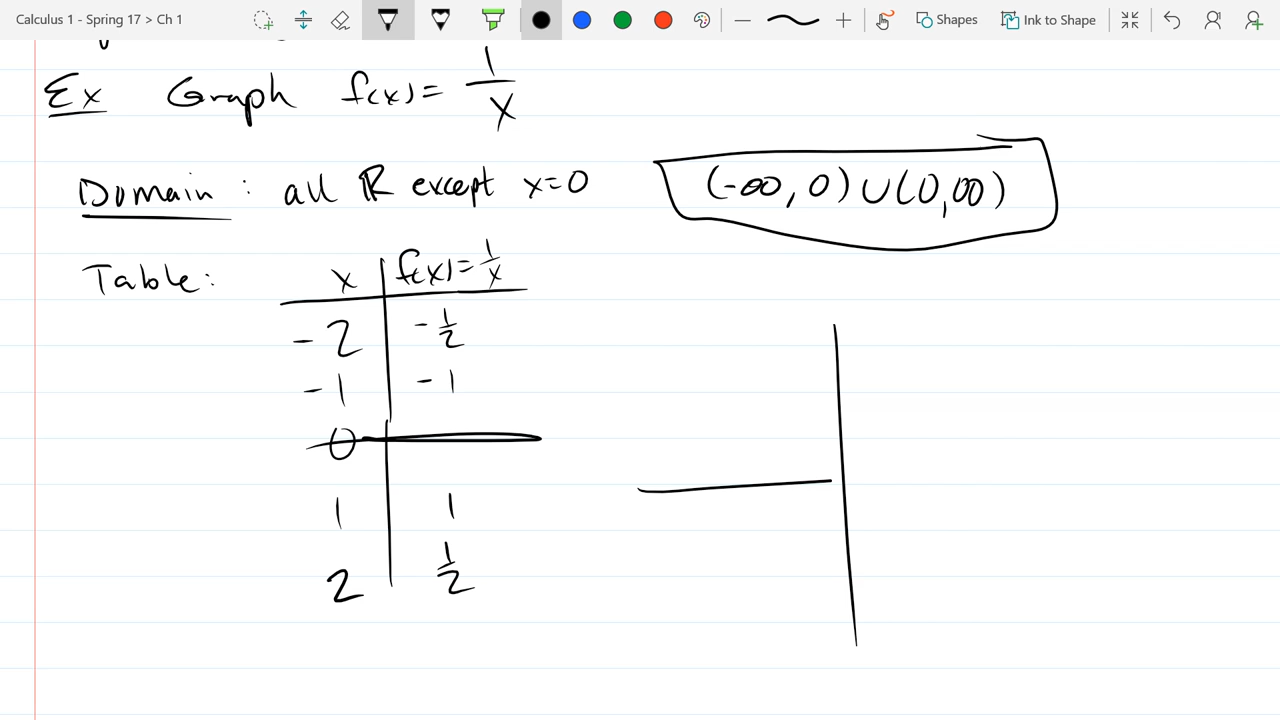 Calculus 1 - Spring 17 > Ch 1
Shapes
Ink to Shape
Ex Graph f(x) = 1/x
Domain: all ℝ except x=0 (-∞, 0) ∪ (0, ∞)
Table: x f(x) = 1/x
-2 -1/2
-1 -1
0
1 1
2 1/2